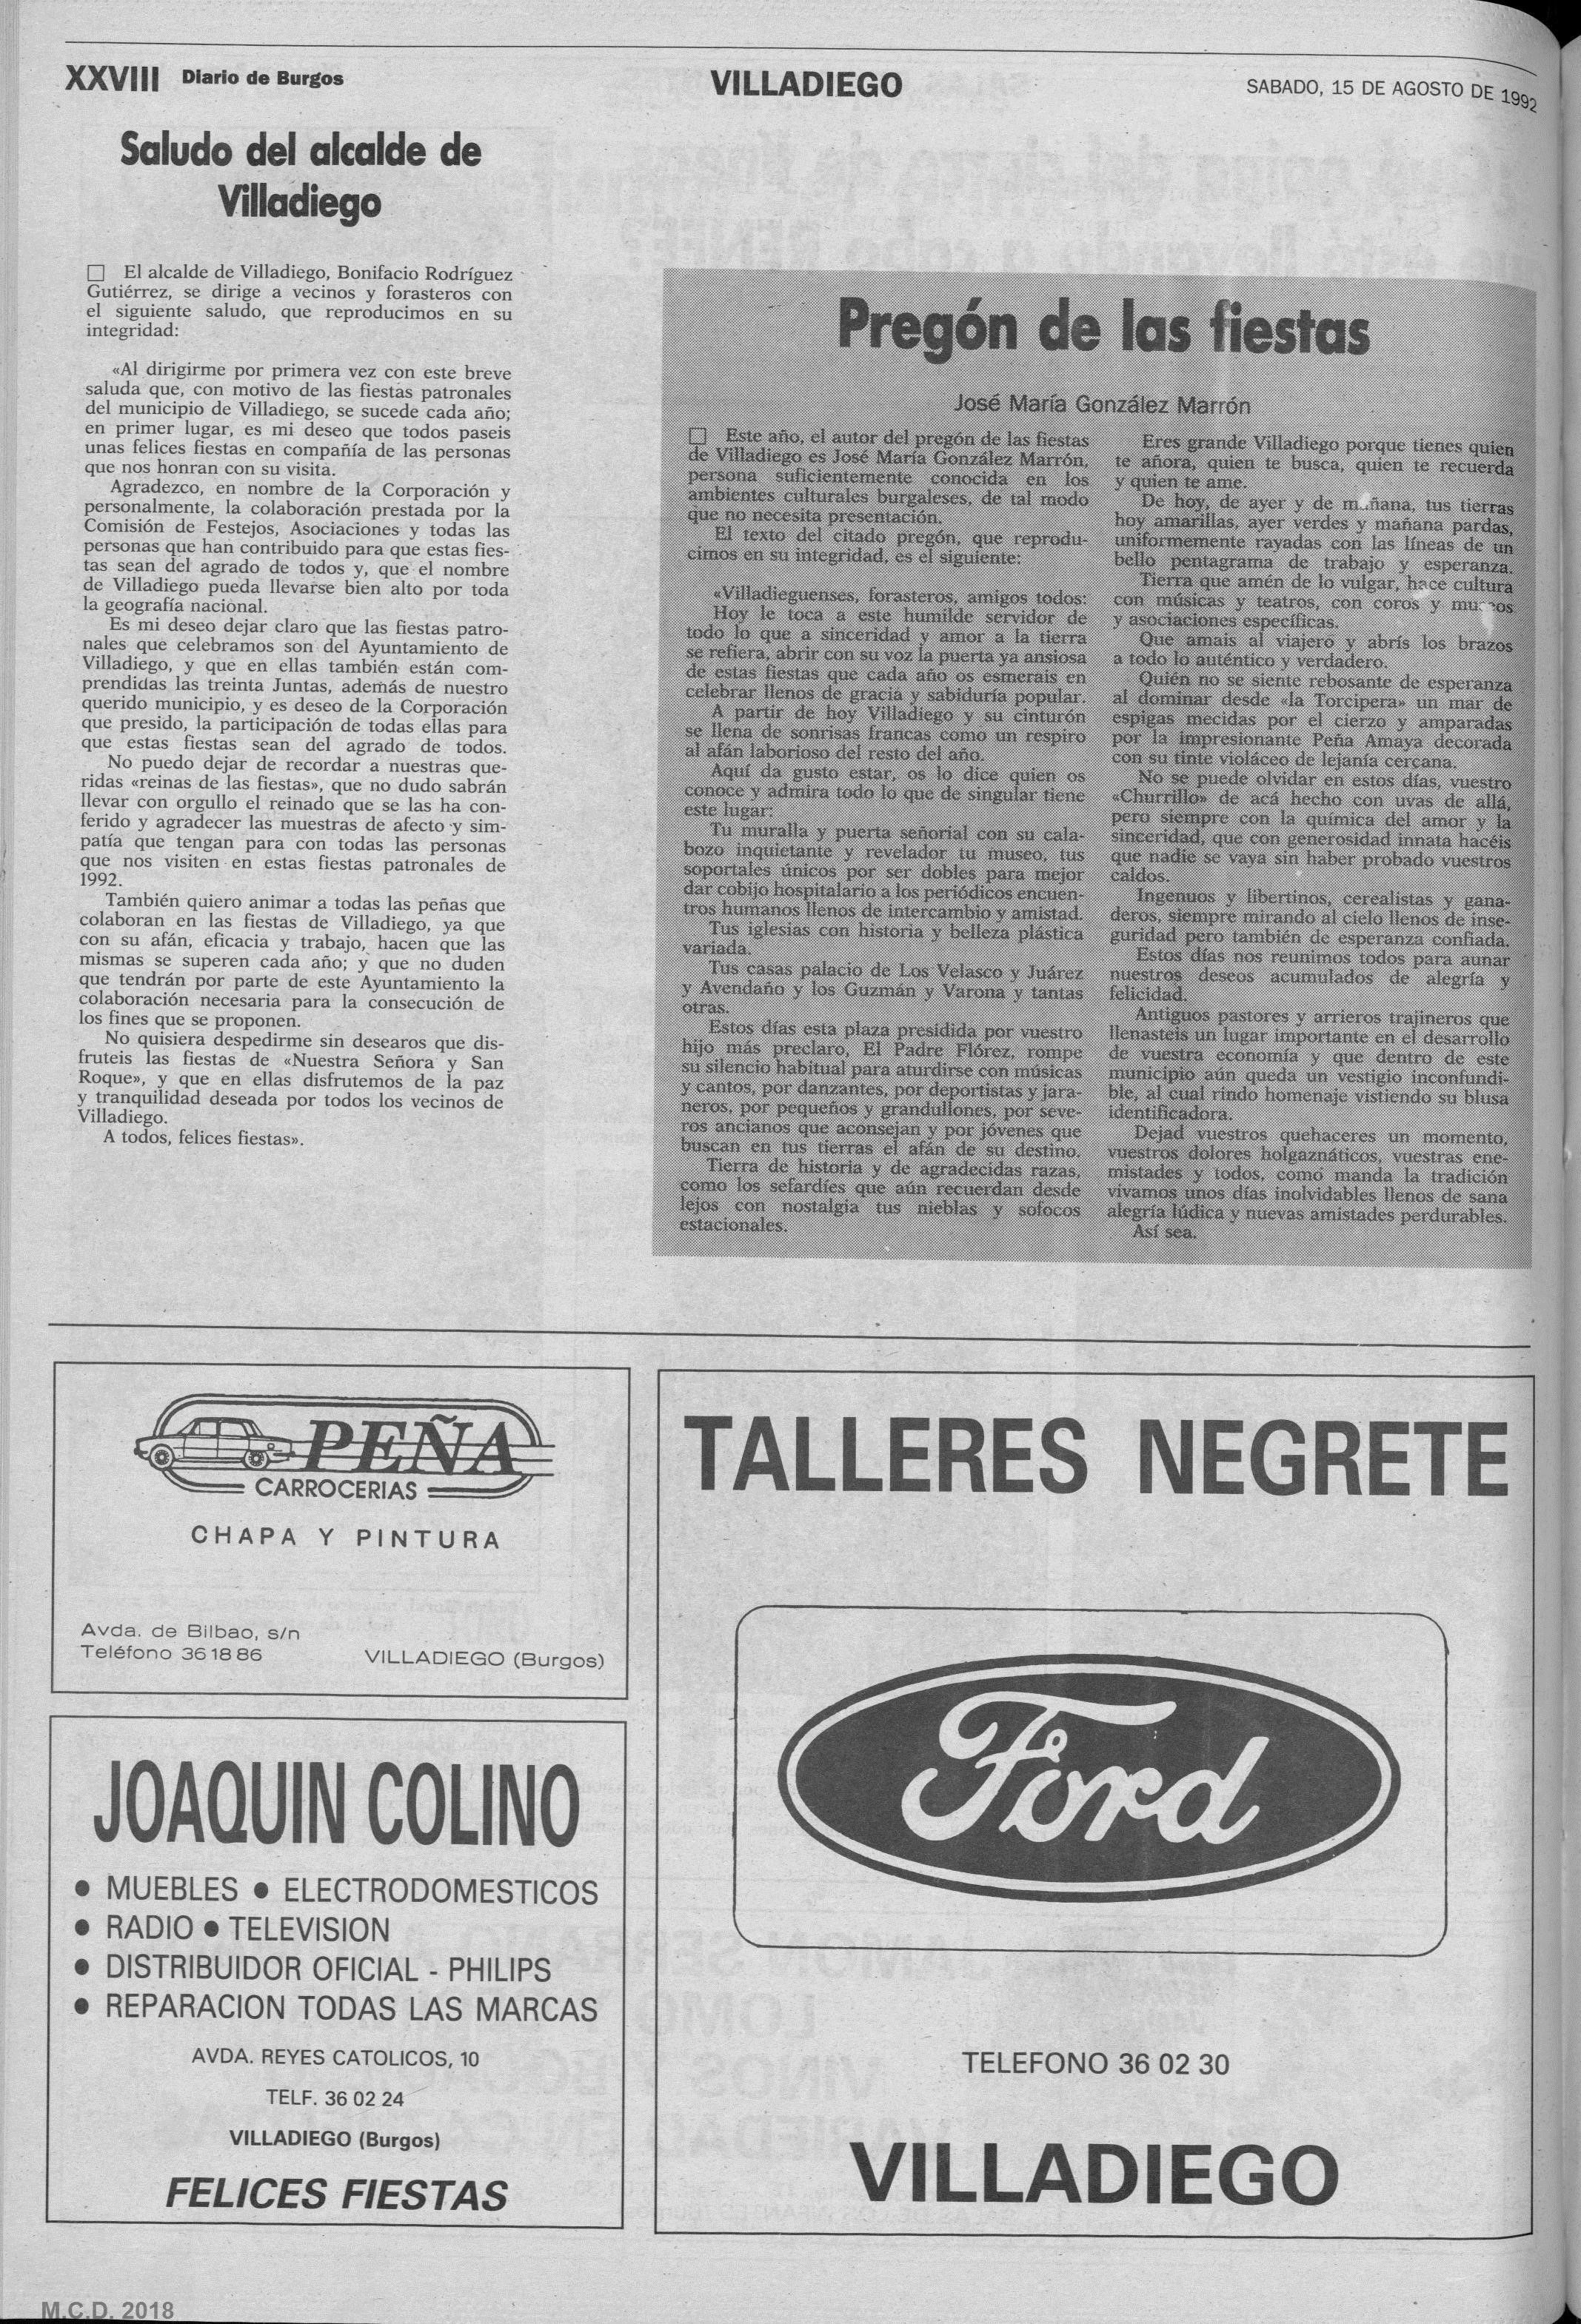 XXVIII Diario de Burgos
VILLADIEGO
SABADO, 15 DE AGOSTO DE 1992
Saludo del alcalde de
Villadiego
El alcalde de Villadiego, Bonifacio Rodríguez
Gutiérrez, se dirige a vecinos y forasteros con
el siguiente saludo, que reproducimos en su
integridad:
«Al dirigirme por primera vez con este breve
saluda que, con motivo de las fiestas patronales
del municipio de Villadiego, se sucede cada año;
en primer lugar, es mi deseo que todos paseis
unas felices fiestas en compañía de las personas
que nos honran con su visita.
Agradezco, en nombre de la Corporación y
personalmente, la colaboración prestada por la
Comisión de Festejos, Asociaciones y todas las
personas que han contribuido para que estas fies-
tas sean del agrado de todos y, que el nombre
de Villadiego pueda llevarse bien alto por toda
la geografía nacional.
Es mi deseo dejar claro que las fiestas patro-
nales que celebramos son del Ayuntamiento de
Villadiego, y que en ellas también están com-
prendidas las treinta Juntas, además de nuestro
querido municipio, y es deseo de la Corporación
que presido, la participación de todas ellas para
que estas fiestas sean del agrado de todos.
No puedo dejar de recordar a nuestras que-
ridas «reinas de las fiestas», que no dudo sabrán
llevar con orgullo el reinado que se las ha con-
ferido y agradecer las muestras de afecto y sim-
patía que tengan para con todas las personas
que nos visiten en estas fiestas patronales de
1992.
También quiero animar a todas las peñas que
colaboran en las fiestas de Villadiego, ya que
con su afán, eficacia y trabajo, hacen que las
mismas se superen cada año; y que no duden
que tendrán por parte de este Ayuntamiento la
colaboración necesaria para la consecución de
los fines que se proponen.
No quisiera despedirme sin desearos que dis-
fruteis las fiestas de «Nuestra Señora y San
Roque», y que en ellas disfrutemos de la paz
y tranquilidad deseada por todos los vecinos de
Villadiego.
A todos, felices fiestas».
Pregón de las fiestas
José María González Marrón
Este año, el autor del pregón de las fiestas
de Villadiego es José María González Marrón,
persona suficientemente conocida en los
ambientes culturales burgaleses, de tal modo
que no necesita presentación.
El texto del citado pregón, que reprodu-
cimos en su integridad, es el siguiente:
«Villadieguenses, forasteros, amigos todos:
Hoy le toca a este humilde servidor de
todo lo que a sinceridad y amor a la tierra
se refiera, abrir con su voz la puerta ya ansiosa
de estas fiestas que cada año os esmerais en
celebrar llenos de gracia y sabiduría popular.
A partir de hoy Villadiego y su cinturón
se llena de sonrisas francas como un respiro
al afán laborioso del resto del año.
Aquí da gusto estar, os lo dice quien os
conoce y admira todo lo que de singular tiene
este lugar:
Tu muralla y puerta señorial con su cala-
bozo inquietante y revelador tu museo, tus
soportales únicos por ser dobles para mejor
dar cobijo hospitalario a los periódicos encuen-
tros humanos llenos de intercambio y amistad.
Tus iglesias con historia y belleza plástica
variada.
Tus casas palacio de Los Velasco y Juárez
y Avendaño y los Guzmán y Varona y tantas
otras.
Estos días esta plaza presidida por vuestro
hijo más preclaro, El Padre Flórez, rompe
su silencio habitual para aturdirse con músicas
y cantos, por danzantes, por deportistas y jara-
neros, por pequeños y grandullones, por seve-
ros ancianos que aconsejan y por jóvenes que
buscan en tus tierras el afán de su destino.
Tierra de historia y de agradecidas razas,
como los sefardíes que aún recuerdan desde
lejos con nostalgia tus nieblas y sofocos
estacionales.
Eres grande Villadiego porque tienes quien
te añora, quien te busca, quien te recuerda
y quien te ame.
De hoy, de ayer y de mañana, tus tierras
hoy amarillas, ayer verdes y mañana pardas,
uniformemente rayadas con las líneas de un
bello pentagrama de trabajo y esperanza.
Tierra que amén de lo vulgar, hace cultura
con músicas y teatros, con coros y museos
y asociaciones específicas.
Que amais al viajero y abrís los brazos
a todo lo auténtico y verdadero.
Quién no se siente rebosante de esperanza
al dominar desde «la Torcipera» un mar de
espigas mecidas por el cierzo y amparadas
por la impresionante Peña Amaya decorada
con su tinte violáceo de lejanía cercana.
No se puede olvidar en estos días, vuestro
«Churrillo» de acá hecho con uvas de allá,
pero siempre con la química del amor y la
sinceridad, que con generosidad innata hacéis
que nadie se vaya sin haber probado vuestros
caldos.
Ingenuos y libertinos, cerealistas y gana-
deros, siempre mirando al cielo llenos de inse-
guridad pero también de esperanza confiada.
Estos días nos reunimos todos para aunar
nuestros deseos acumulados de alegría y
felicidad.
Antiguos pastores y arrieros trajineros que
llenasteis un lugar importante en el desarrollo
de vuestra economía y que dentro de este
municipio aún queda un vestigio inconfundi-
ble, al cual rindo homenaje vistiendo su blusa
identificadora.
Dejad vuestros quehaceres un momento,
vuestros dolores holgaznáticos, vuestras ene-
mistades y todos, como manda la tradición
vivamos unos días inolvidables llenos de sana
alegría lúdica y nuevas amistades perdurables.
Así sea.
PEÑA
CARROCERIAS
CHAPA Y PINTURA
Avda. de Bilbao, s/n
Teléfono 36 18 86
VILLADIEGO (Burgos)
JOAQUIN COLINO
• MUEBLES • ELECTRODOMESTICOS
• RADIO • TELEVISION
• DISTRIBUIDOR OFICIAL - PHILIPS
• REPARACION TODAS LAS MARCAS
AVDA. REYES CATOLICOS, 10
TELF. 36 02 24
VILLADIEGO (Burgos)
FELICES FIESTAS
TALLERES NEGRETE
Ford
TELEFONO 36 02 30
VILLADIEGO
M.C.D. 2018